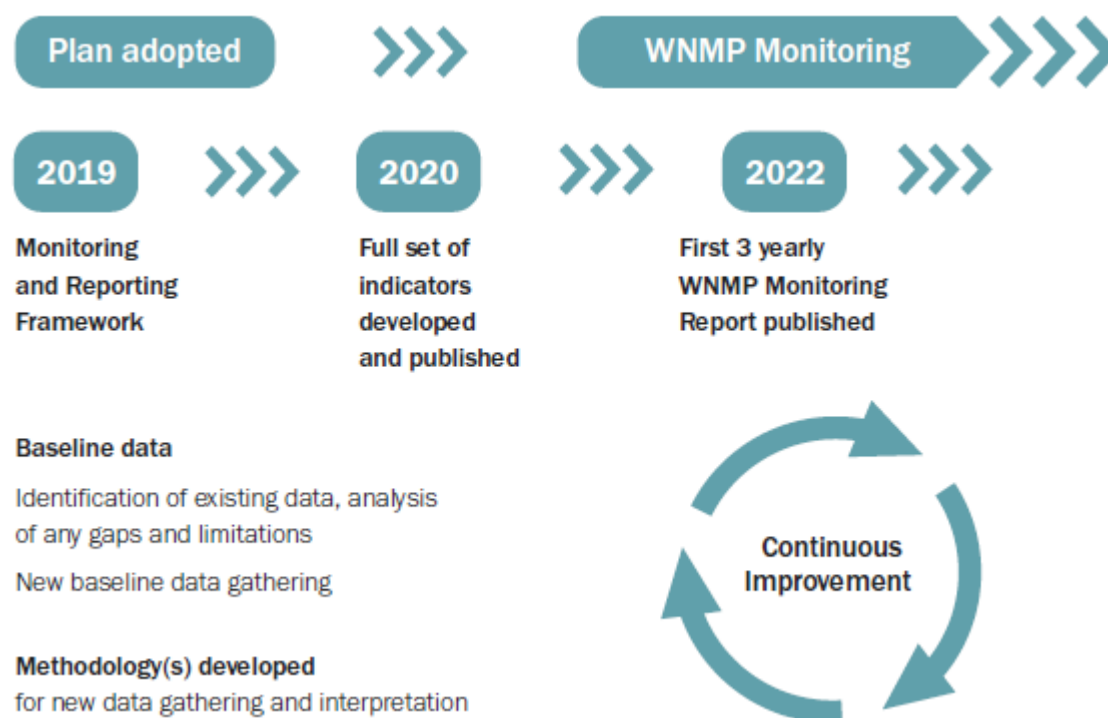 Plan adopted
WNMP Monitoring
2019
2020
2022
Monitoring
and Reporting
Framework
Full set of
indicators
developed
and published
First 3 yearly
WNMP Monitoring
Report published
Baseline data
Identification of existing data, analysis
of any gaps and limitations
New baseline data gathering
Methodology(s) developed
for new data gathering and interpretation
Continuous
Improvement